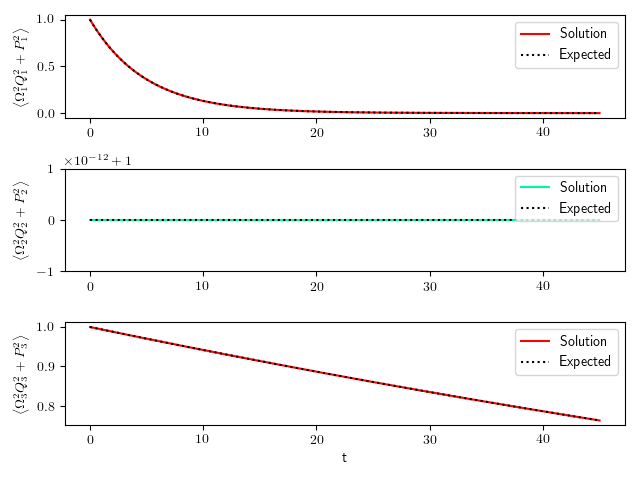 1.0
0.5
0.0
⟨Ω₁²Q₁² + P₁²⟩
Solution
Expected
0 10 20 30 40
×10⁻¹² + 1
1
0
−1
⟨Ω₂²Q₂² + P₂²⟩
Solution
Expected
0 10 20 30 40
1.0
0.9
0.8
⟨Ω₃²Q₃² + P₃²⟩
Solution
Expected
0 10 20 30 40
t